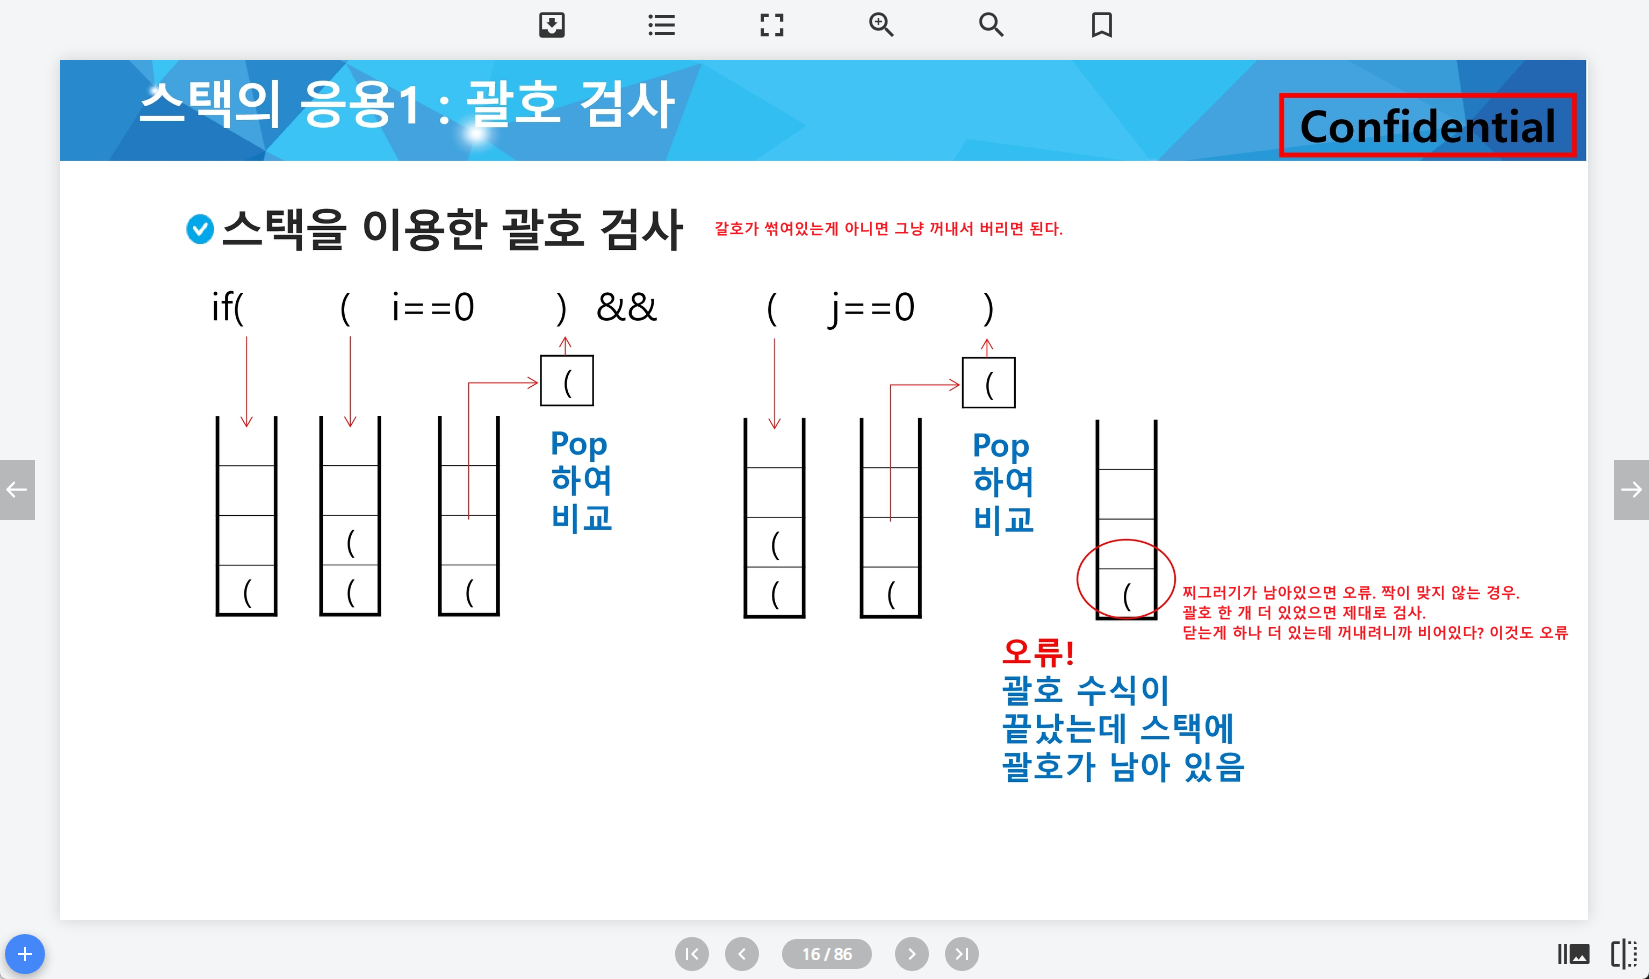 스택의 응용1 : 괄호 검사
Confidential
스택을 이용한 괄호 검사
갈호가 썪여있는게 아니면 그냥 꺼내서 버리면 된다.
if( ( i==0 ) && ( j==0 )
( (
Pop
하여
비교
Pop
하여
비교
( (
( ( ( ( ( (
찌그러기가 남아있으면 오류. 짝이 맞지 않는 경우.
괄호 한 개 더 있었으면 제대로 검사.
닫는게 하나 더 있는데 꺼내려니까 비어있다? 이것도 오류
오류!
괄호 수식이
끝났는데 스택에
괄호가 남아 있음
16 / 86